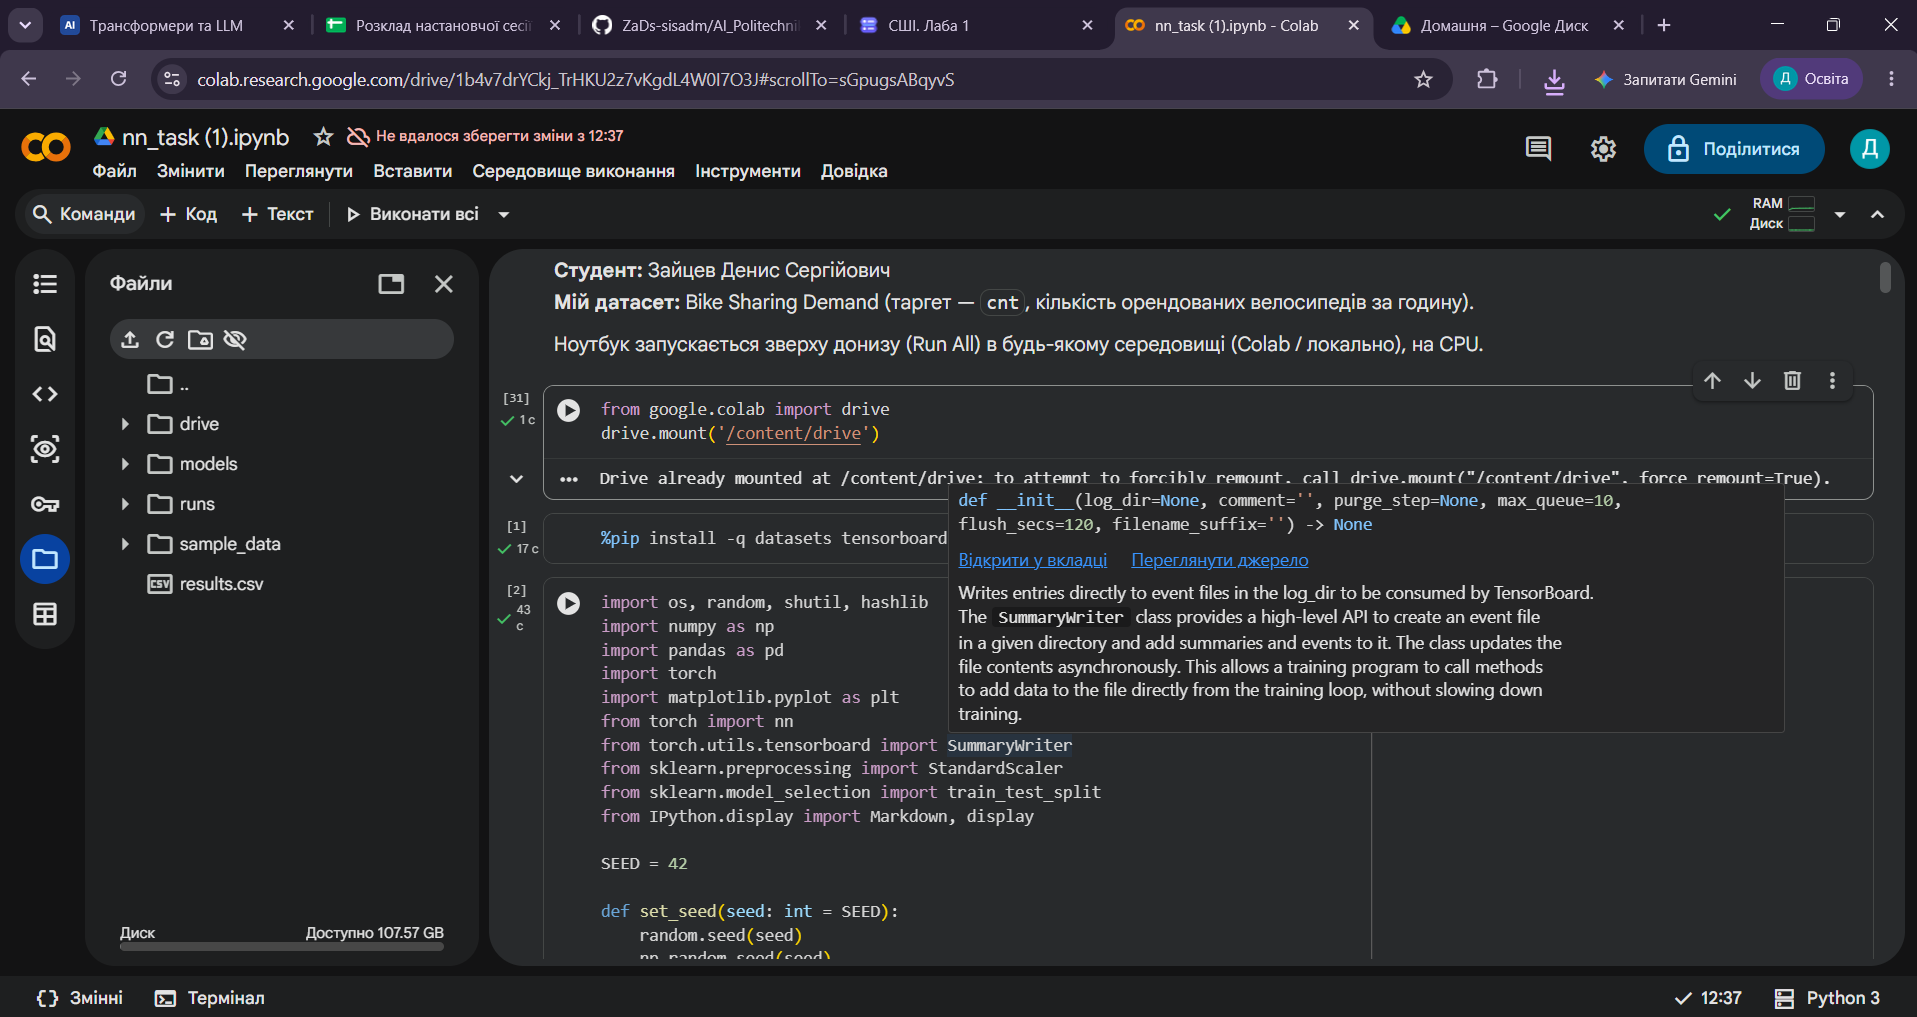 Трансформери та LLM
Розклад настановчої сесії
ZaDs-sisadm/AI_Politechni
СШІ. Лаба 1
nn_task (1).ipynb - Colab
Домашня – Google Диск
colab.research.google.com/drive/1b4v7drYCkj_TrHKU2z7vKgdL4W0I7O3J#scrollTo=sGpugsABqyvS
Запитати Gemini
Д Освіта
nn_task (1).ipynb
Не вдалося зберегти зміни з 12:37
Файл Змінити Переглянути Вставити Середовище виконання Інструменти Довідка
Поділитися
Д
Команди + Код + Текст Виконати всі
RAM
Диск
Файли
..
drive
models
runs
sample_data
results.csv
Диск Доступно 107.57 GB
Студент: Зайцев Денис Сергійович
Мій датасет: Bike Sharing Demand (таргет — cnt, кількість орендованих велосипедів за годину).
Ноутбук запускається зверху донизу (Run All) в будь-якому середовищі (Colab / локально), на CPU.
[31]
1 с
from google.colab import drive
drive.mount('/content/drive')
Drive already mounted at /content/drive; to attempt to forcibly remount, call drive.mount("/content/drive", force_remount=True).
[1]
17 с
%pip install -q datasets tensorboard
def __init__(log_dir=None, comment='', purge_step=None, max_queue=10,
flush_secs=120, filename_suffix='') -> None
Відкрити у вкладці Переглянути джерело
Writes entries directly to event files in the log_dir to be consumed by TensorBoard.
The SummaryWriter class provides a high-level API to create an event file
in a given directory and add summaries and events to it. The class updates the
file contents asynchronously. This allows a training program to call methods
to add data to the file directly from the training loop, without slowing down
training.
[2]
43
с
import os, random, shutil, hashlib
import numpy as np
import pandas as pd
import torch
import matplotlib.pyplot as plt
from torch import nn
from torch.utils.tensorboard import SummaryWriter
from sklearn.preprocessing import StandardScaler
from sklearn.model_selection import train_test_split
from IPython.display import Markdown, display
SEED = 42
def set_seed(seed: int = SEED):
random.seed(seed)
np.random.seed(seed)
Змінні Термінал
12:37 Python 3